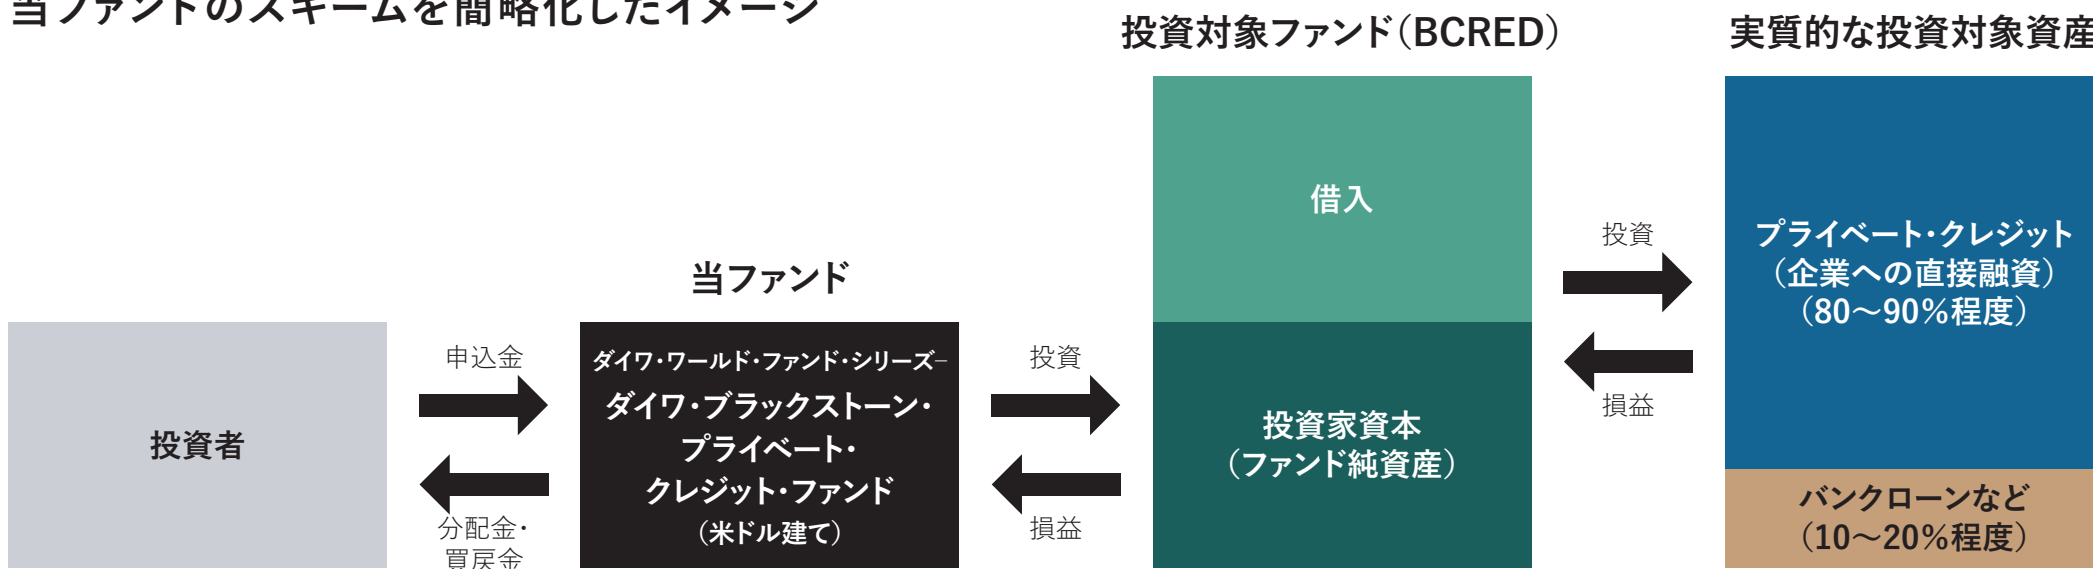 当ファンドのスキームを簡略化したイメージ
投資対象ファンド（BCRED）
実質的な投資対象資産
当ファンド
投資者
申込金
分配金・
買戻金
ダイワ・ワールド・ファンド・シリーズ−
ダイワ・ブラックストーン・
プライベート・
クレジット・ファンド
（米ドル建て）
投資
損益
借入
投資家資本
（ファンド純資産）
投資
損益
プライベート・クレジット
（企業への直接融資）
（80〜90％程度）
バンクローンなど
（10〜20％程度）